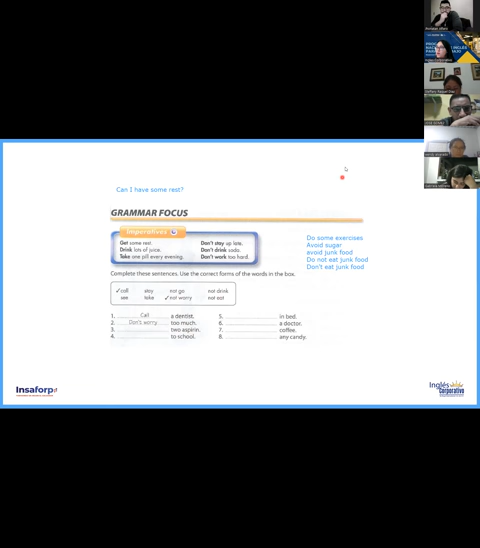 Can I have some rest?
GRAMMAR FOCUS
Imperatives
Get some rest.
Don't stay up late.
Drink lots of juice.
Don't drink soda.
Take one pill every evening.
Don't work too hard.
Do some exercises
Avoid sugar
avoid junk food
Do not eat junk food
Don't eat junk food
Complete these sentences. Use the correct forms of the words in the box.
✓call stay not go not drink
use take ✓not worry not eat
1. Call a dentist.
2. Don't worry too much.
3. two aspirin.
4. to school.
5. in bed.
6. a doctor.
7. coffee.
8. any candy.
Insaforp
Inglés
Corporativo